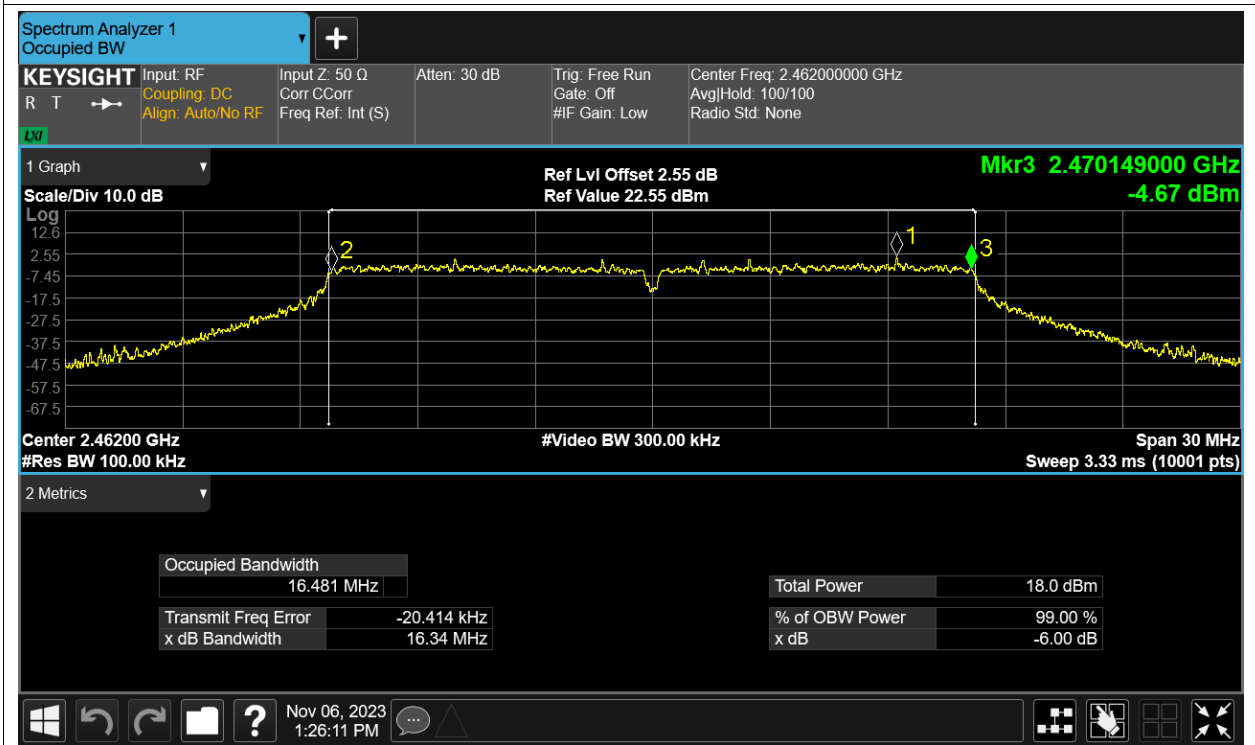 Spectrum Analyzer 1
Occupied BW
KEYSIGHT
R T
LXI
Input: RF
Coupling: DC
Align: Auto/No RF
Input Z: 50 Ω
Corr CCorr
Freq Ref: Int (S)
Atten: 30 dB
Trig: Free Run
Gate: Off
#IF Gain: Low
Center Freq: 2.462000000 GHz
Avg|Hold: 100/100
Radio Std: None
1 Graph
Scale/Div 10.0 dB
Ref Lvl Offset 2.55 dB
Ref Value 22.55 dBm
Mkr3 2.470149000 GHz
-4.67 dBm
Log
12.6
2.55
-7.45
-17.5
-27.5
-37.5
-47.5
-57.5
-67.5
2
1
3
Center 2.46200 GHz
#Video BW 300.00 kHz
Span 30 MHz
#Res BW 100.00 kHz
Sweep 3.33 ms (10001 pts)
2 Metrics
Occupied Bandwidth
16.481 MHz
Total Power 18.0 dBm
Transmit Freq Error -20.414 kHz
% of OBW Power 99.00 %
x dB Bandwidth 16.34 MHz
x dB -6.00 dB
?
Nov 06, 2023
1:26:11 PM